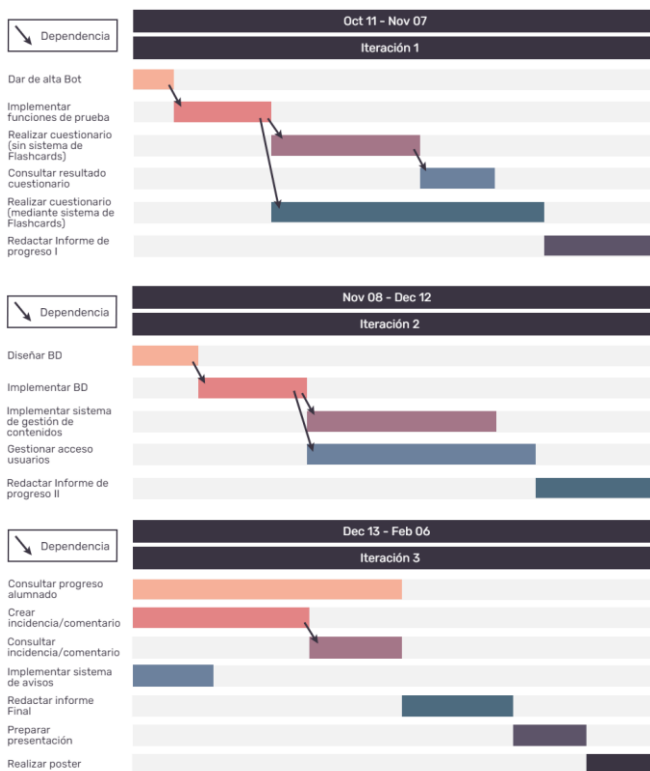 Oct 11 - Nov 07
Dependencia
Iteración 1
Dar de alta Bot
Implementar
funciones de prueba
Realizar cuestionario
(sin sistema de
Flashcards)
Consultar resultado
cuestionario
Realizar cuestionario
(mediante sistema de
Flashcards)
Redactar Informe de
progreso I
Nov 08 - Dec 12
Dependencia
Iteración 2
Diseñar BD
Implementar BD
Implementar sistema
de gestión de
contenidos
Gestionar acceso
usuarios
Redactar Informe de
progreso II
Dec 13 - Feb 06
Dependencia
Iteración 3
Consultar progreso
alumnado
Crear
incidencia/comentario
Consultar
incidencia/comentario
Implementar sistema
de avisos
Redactar informe
Final
Preparar
presentación
Realizar poster